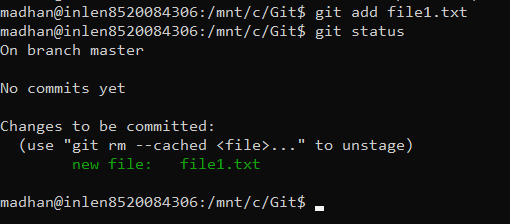 madhan@inlen8520084306:/mnt/c/Git$ git add file1.txt
madhan@inlen8520084306:/mnt/c/Git$ git status
On branch master
No commits yet
Changes to be committed:
(use "git rm --cached <file>..." to unstage)
new file:   file1.txt
madhan@inlen8520084306:/mnt/c/Git$